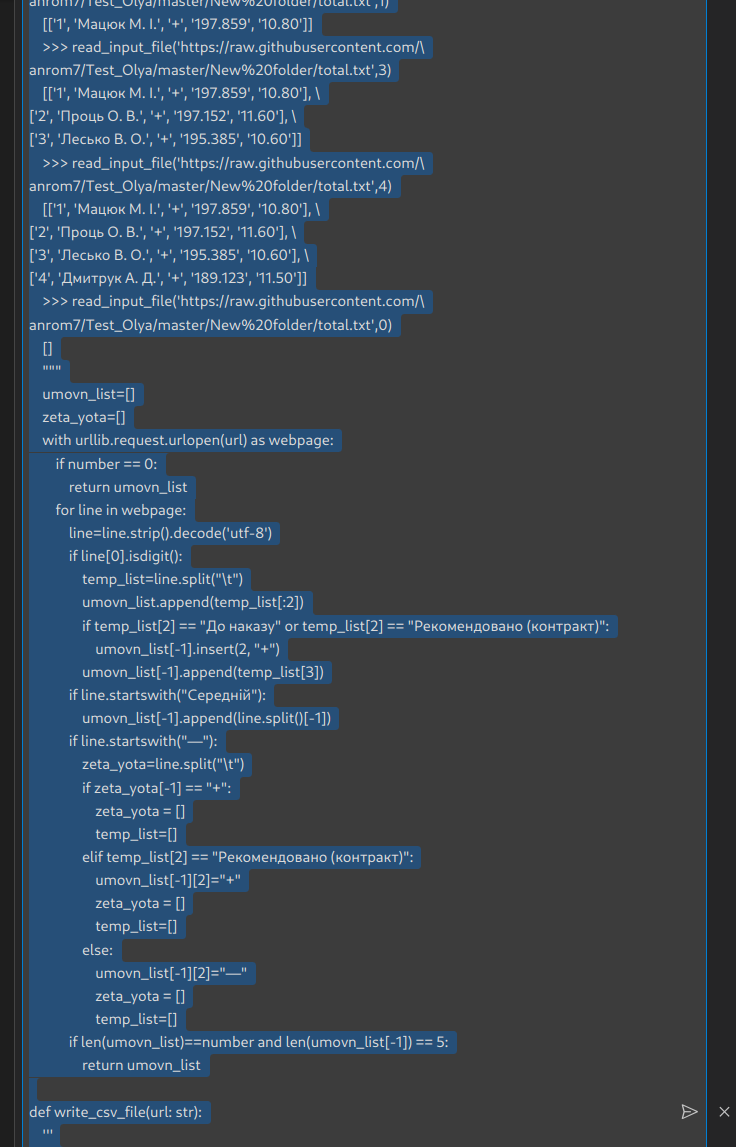 anrom7/Test_Olya/master/New%20folder/total.txt',1)
[['1', 'Мацюк М. І.', '+', '197.859', '10.80']]
>>> read_input_file('https://raw.githubusercontent.com/\
anrom7/Test_Olya/master/New%20folder/total.txt',3)
[['1', 'Мацюк М. І.', '+', '197.859', '10.80'], \
['2', 'Проць О. В.', '+', '197.152', '11.60'], \
['3', 'Лесько В. О.', '+', '195.385', '10.60']]
>>> read_input_file('https://raw.githubusercontent.com/\
anrom7/Test_Olya/master/New%20folder/total.txt',4)
[['1', 'Мацюк М. І.', '+', '197.859', '10.80'], \
['2', 'Проць О. В.', '+', '197.152', '11.60'], \
['3', 'Лесько В. О.', '+', '195.385', '10.60'], \
['4', 'Дмитрук А. Д.', '+', '189.123', '11.50']]
>>> read_input_file('https://raw.githubusercontent.com/\
anrom7/Test_Olya/master/New%20folder/total.txt',0)
[]
"""
umovn_list=[]
zeta_yota=[]
with urllib.request.urlopen(url) as webpage:
if number == 0:
return umovn_list
for line in webpage:
line=line.strip().decode('utf-8')
if line[0].isdigit():
temp_list=line.split("\t")
umovn_list.append(temp_list[:2])
if temp_list[2] == "До наказу" or temp_list[2] == "Рекомендовано (контракт)":
umovn_list[-1].insert(2, "+")
umovn_list[-1].append(temp_list[3])
if line.startswith("Середній"):
umovn_list[-1].append(line.split()[-1])
if line.startswith("—"):
zeta_yota=line.split("\t")
if zeta_yota[-1] == "+":
zeta_yota = []
temp_list=[]
elif temp_list[2] == "Рекомендовано (контракт)":
umovn_list[-1][2]="+"
zeta_yota = []
temp_list=[]
else:
umovn_list[-1][2]="—"
zeta_yota = []
temp_list=[]
if len(umovn_list)==number and len(umovn_list[-1]) == 5:
return umovn_list
def write_csv_file(url: str):
'''